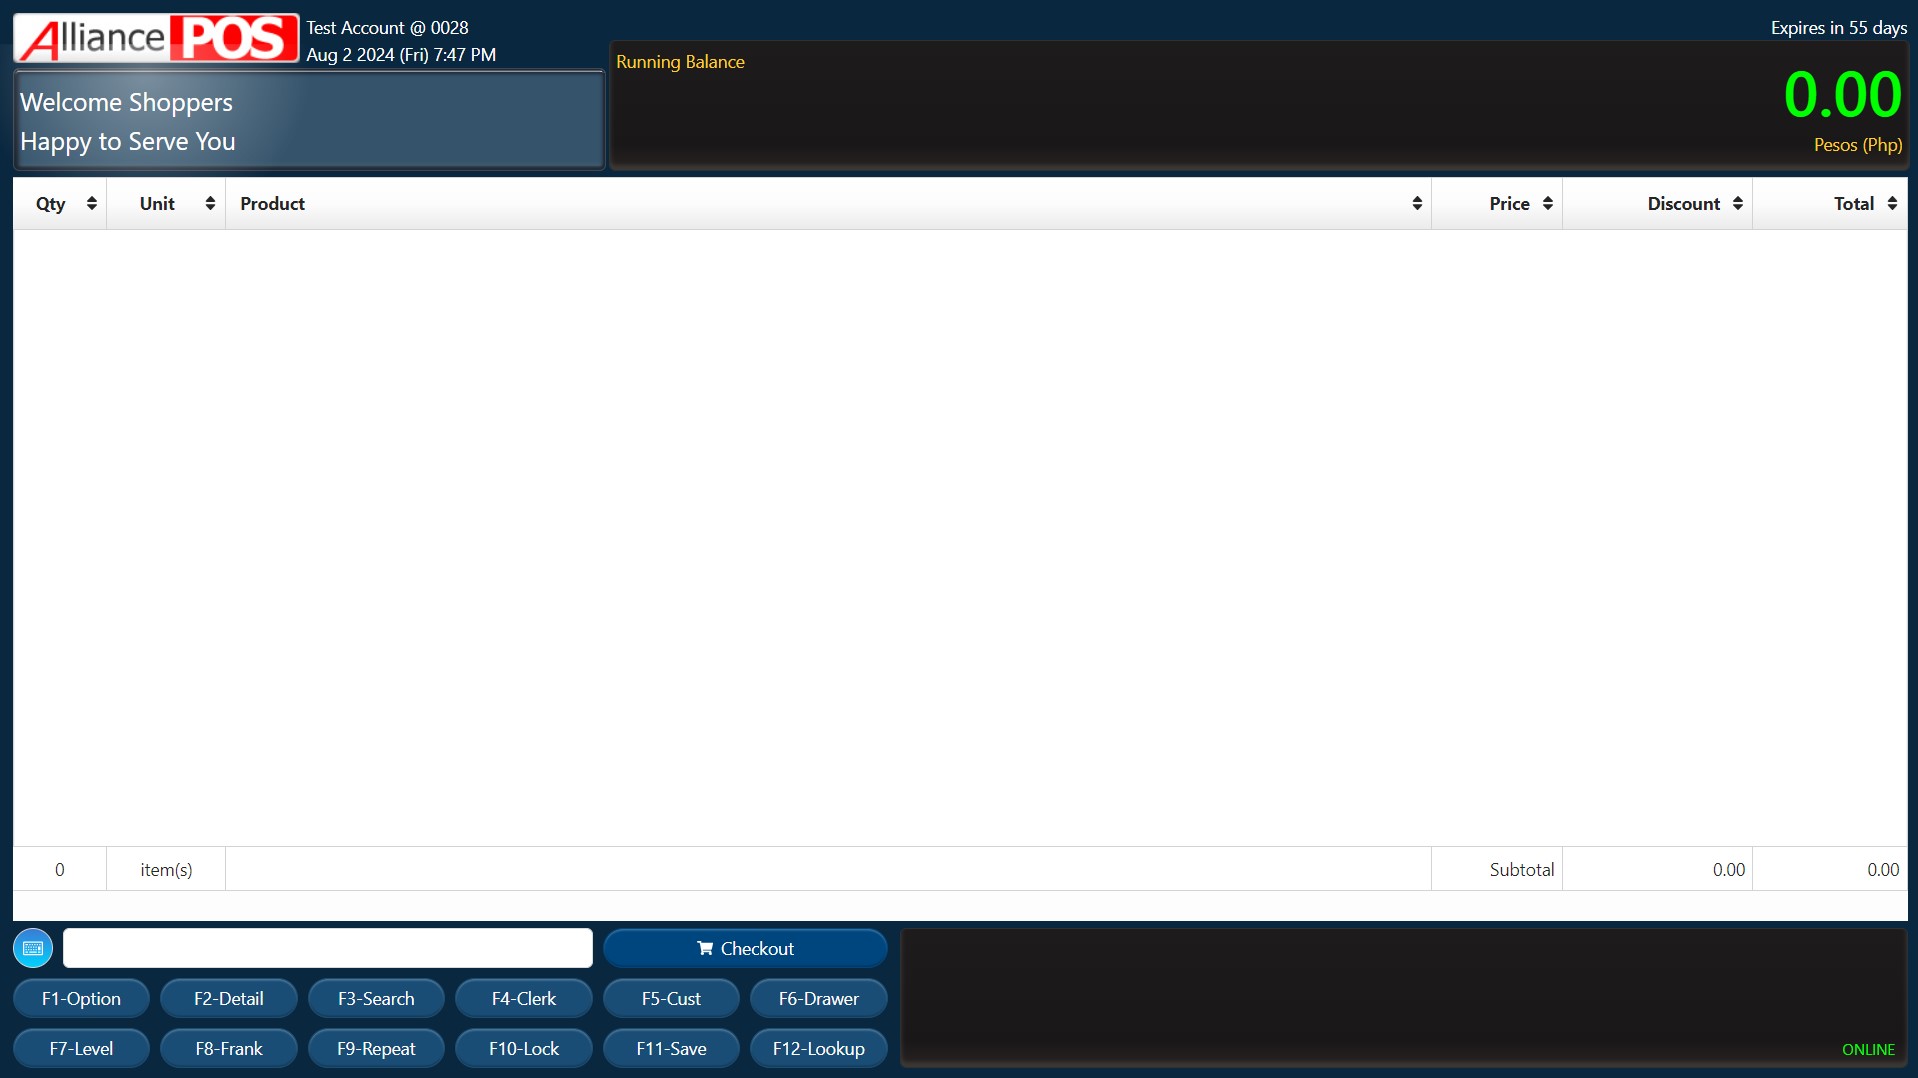 Alliance POS
Test Account @ 0028
Aug 2 2024 (Fri) 7:47 PM
Expires in 55 days
Welcome Shoppers
Happy to Serve You
Running Balance
0.00
Pesos (Php)
Qty Unit Product Price Discount Total
0 item(s) Subtotal 0.00 0.00
Checkout
F1-Option F2-Detail F3-Search F4-Clerk F5-Cust F6-Drawer
F7-Level F8-Frank F9-Repeat F10-Lock F11-Save F12-Lookup
ONLINE